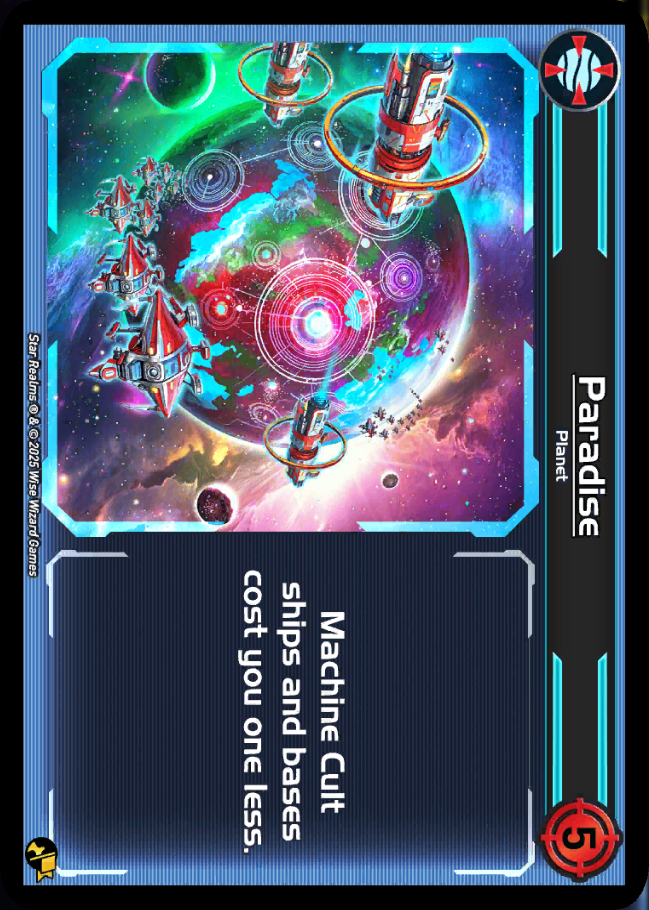 Paradise
Planet
5
Machine Cult
ships and bases
cost you one less.
Star Realms ® & © 2025 Wise Wizard Games